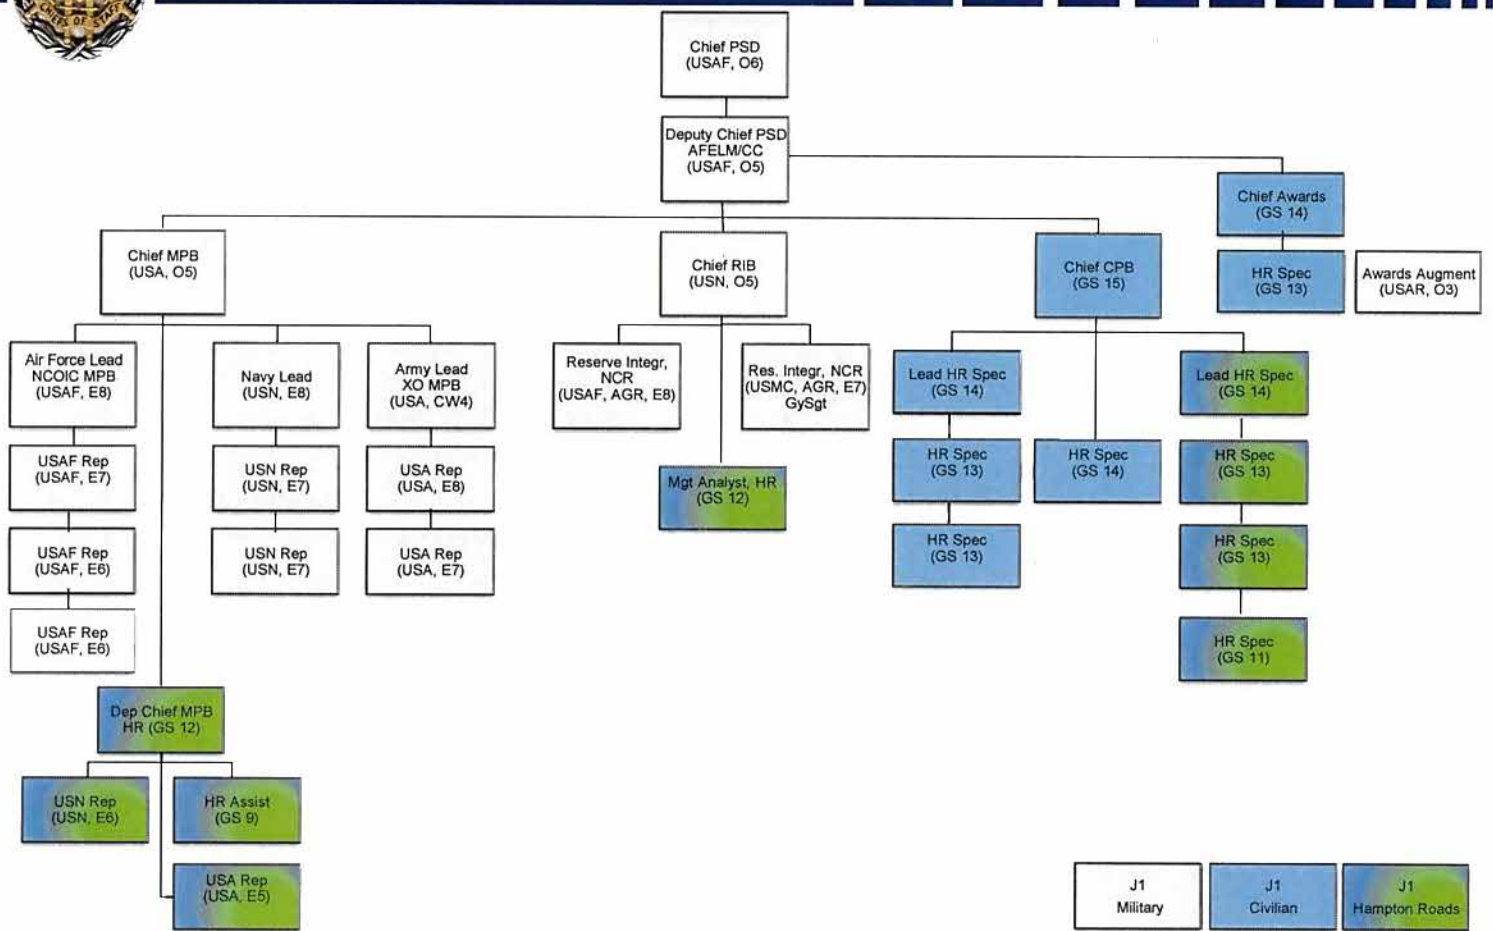 CHIEFS OF STAFF
Chief PSD
(USAF, O6)
Deputy Chief PSD
AFELM/CC
(USAF, O5)
Chief Awards
(GS 14)
HR Spec
(GS 13)
Awards Augment
(USAR, O3)
Chief MPB
(USA, O5)
Chief RIB
(USN, O5)
Chief CPB
(GS 15)
Air Force Lead
NCOIC MPB
(USAF, E8)
Navy Lead
(USN, E8)
Army Lead
XO MPB
(USA, CW4)
Reserve Integr,
NCR
(USAF, AGR, E8)
Res. Integr, NCR
(USMC, AGR, E7)
GySgt
Lead HR Spec
(GS 14)
Lead HR Spec
(GS 14)
USAF Rep
(USAF, E7)
USN Rep
(USN, E7)
USA Rep
(USA, E8)
Mgt Analyst, HR
(GS 12)
HR Spec
(GS 13)
HR Spec
(GS 14)
HR Spec
(GS 13)
USAF Rep
(USAF, E6)
USN Rep
(USN, E7)
USA Rep
(USA, E7)
HR Spec
(GS 13)
HR Spec
(GS 13)
USAF Rep
(USAF, E6)
HR Spec
(GS 11)
Dep Chief MPB
HR (GS 12)
USN Rep
(USN, E6)
HR Assist
(GS 9)
USA Rep
(USA, E5)
J1
Military
J1
Civilian
J1
Hampton Roads